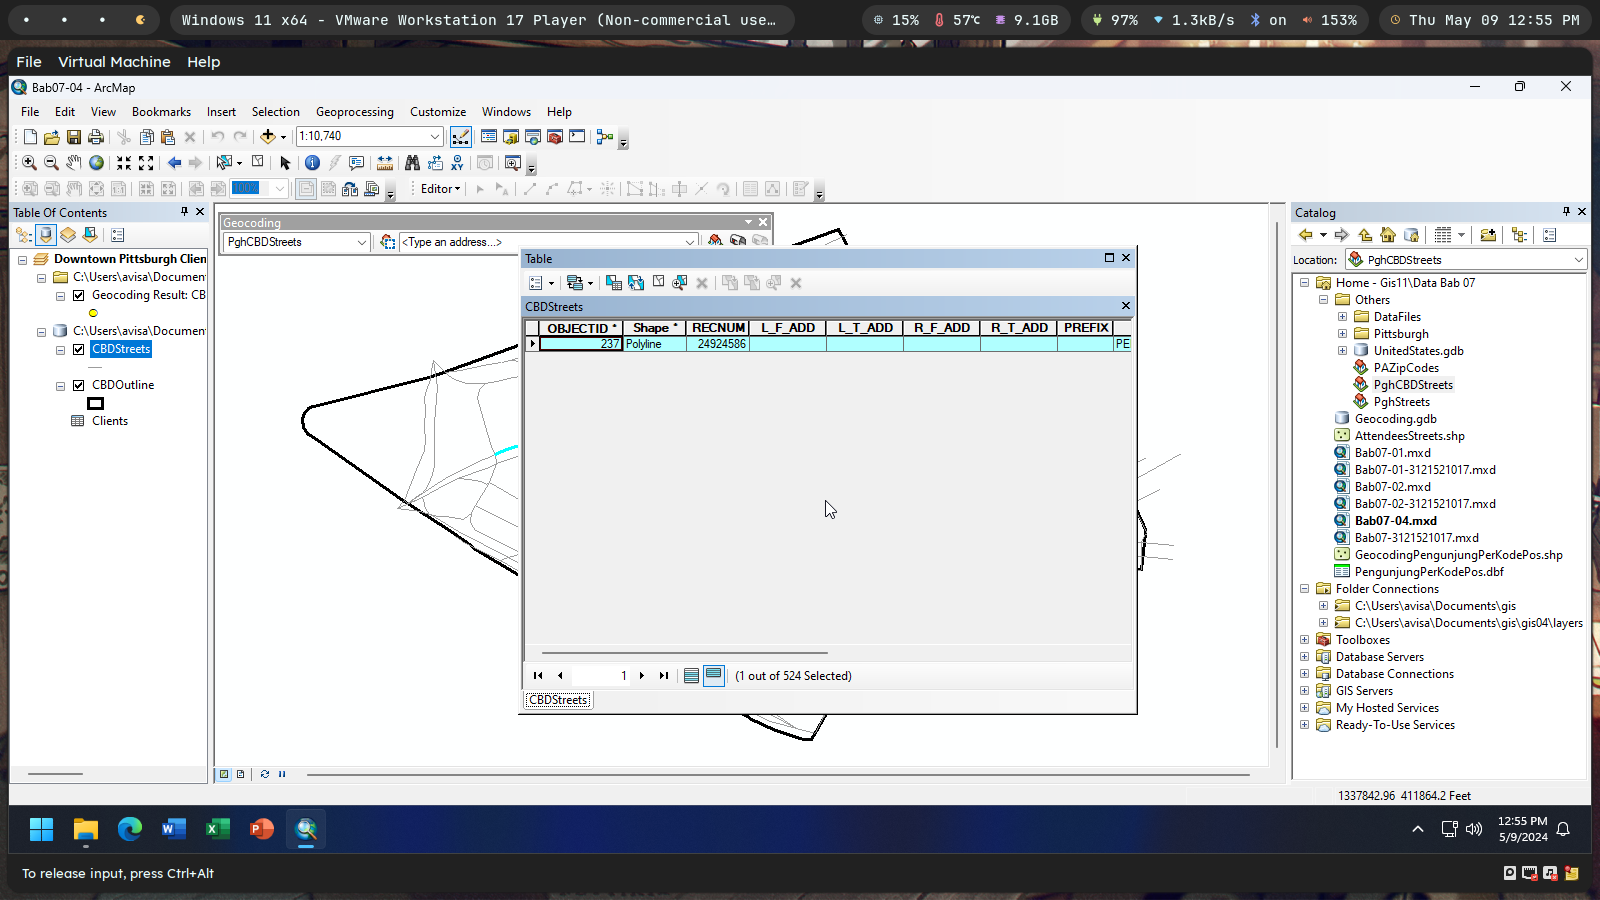 Windows 11 x64 - VMware Workstation 17 Player (Non-commercial use…
15%
57℃
9.1GB
97%
1.3kB/s
on
153%
Thu May 09 12:55 PM
File Virtual Machine Help
Bab07-04 - ArcMap
File Edit View Bookmarks Insert Selection Geoprocessing Customize Windows Help
1:10,740
100%
Editor
Table Of Contents
Downtown Pittsburgh Clien
C:\Users\avisa\Document
Geocoding Result: CB
C:\Users\avisa\Document
CBDStreets
CBDOutline
Clients
Geocoding
PghCBDStreets
<Type an address...>
Table
CBDStreets
OBJECTID * Shape * RECNUM L_F_ADD L_T_ADD R_F_ADD R_T_ADD PREFIX
237 Polyline 24924586 PE
1
(1 out of 524 Selected)
CBDStreets
Catalog
Location: PghCBDStreets
Home - Gis11\Data Bab 07
Others
DataFiles
Pittsburgh
UnitedStates.gdb
PAZipCodes
PghCBDStreets
PghStreets
Geocoding.gdb
AttendeesStreets.shp
Bab07-01.mxd
Bab07-01-3121521017.mxd
Bab07-02.mxd
Bab07-02-3121521017.mxd
Bab07-04.mxd
Bab07-3121521017.mxd
GeocodingPengunjungPerKodePos.shp
PengunjungPerKodePos.dbf
Folder Connections
C:\Users\avisa\Documents\gis
C:\Users\avisa\Documents\gis\gis04\layers
Toolboxes
Database Servers
Database Connections
GIS Servers
My Hosted Services
Ready-To-Use Services
1337842.96 411864.2 Feet
12:55 PM
5/9/2024
To release input, press Ctrl+Alt